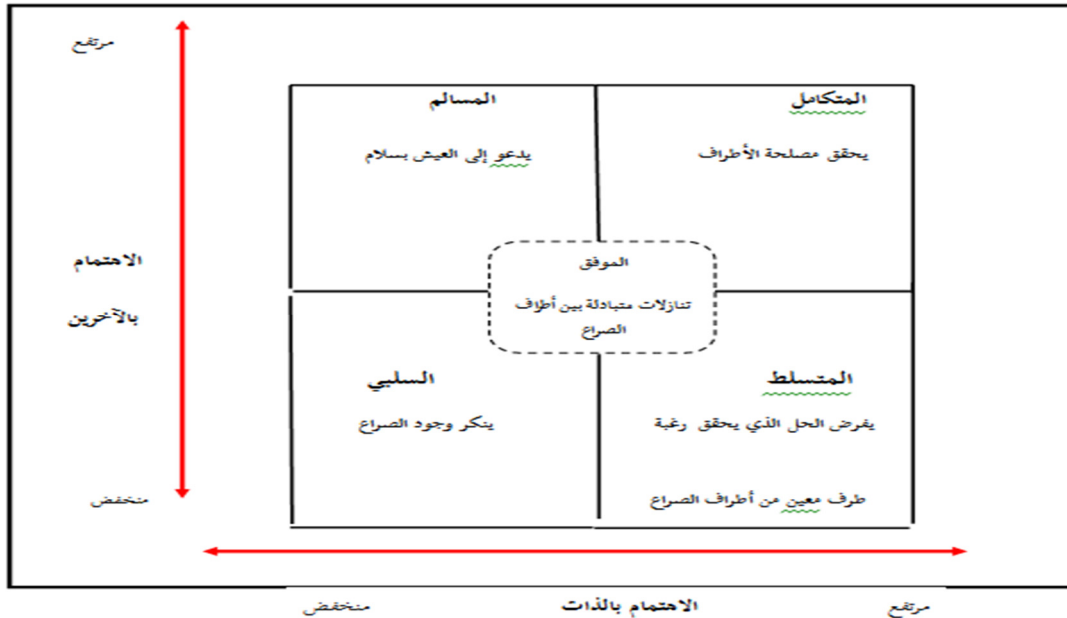 مرتفع
المتكامل
المسالم
يحقق مصلحة الأطراف
يدعو إلى العيش بسلام
الاهتمام
بالآخرين
الموفق
تنازلات متبادلة بين أطراف
الصراع
المتسلط
السلبي
يفرض الحل الذي يحقق رغبة
ينكر وجود الصراع
طرف معين من أطراف الصراع
منخفض
مرتفع
الاهتمام بالذات
منخفض